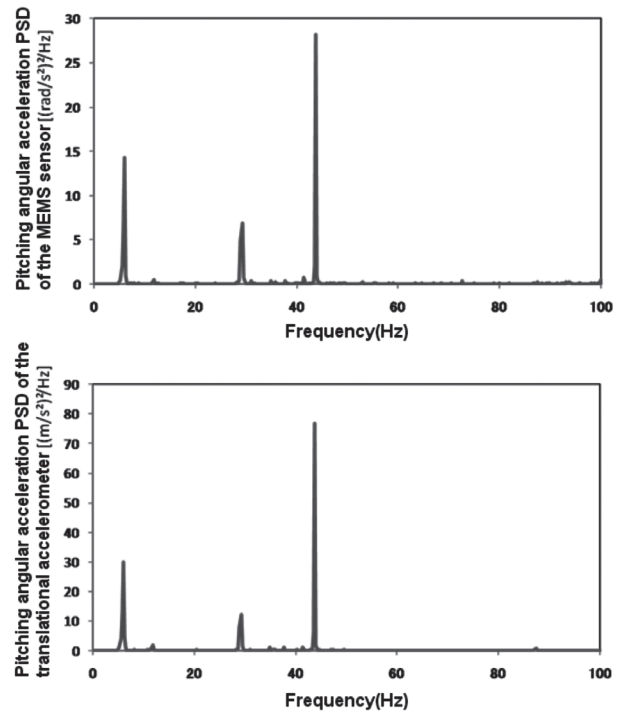 Pitching angular acceleration PSD
of the MEMS sensor [(rad/s²)²/Hz]
30
25
20
15
10
5
0
0 20 40 60 80 100
Frequency(Hz)
Pitching angular acceleration PSD of the
translational accelerometer [(m/s²)²/Hz]
90
80
70
60
50
40
30
20
10
0
0 20 40 60 80 100
Frequency(Hz)